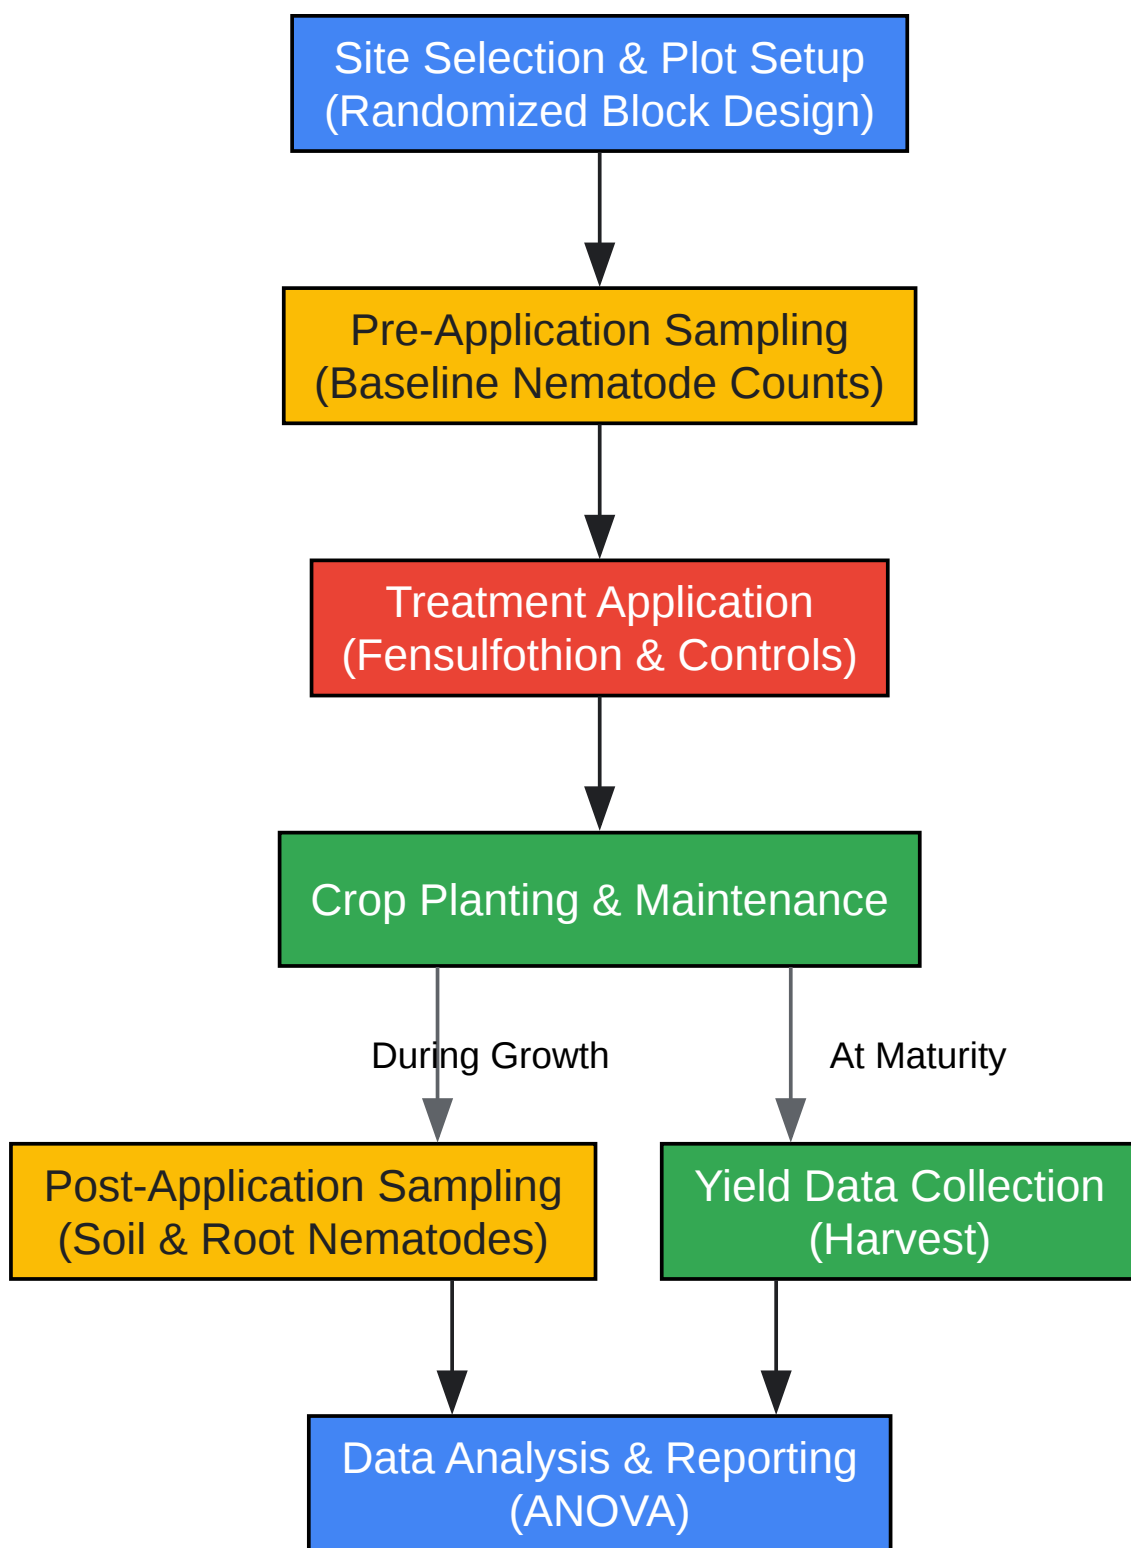 Site Selection & Plot Setup
(Randomized Block Design)
Pre-Application Sampling
(Baseline Nematode Counts)
Treatment Application
(Fensulfothion & Controls)
Crop Planting & Maintenance
During Growth
At Maturity
Post-Application Sampling
(Soil & Root Nematodes)
Yield Data Collection
(Harvest)
Data Analysis & Reporting
(ANOVA)